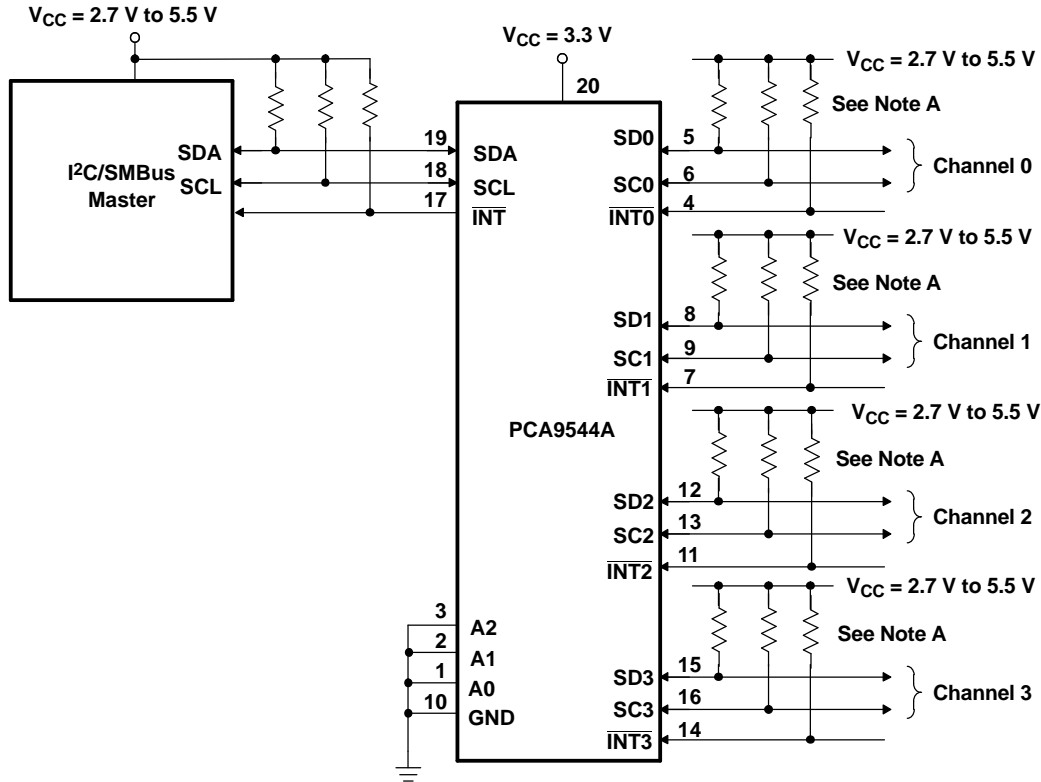 VCC = 2.7 V to 5.5 V
VCC = 3.3 V
20
I2C/SMBus
Master
SDA
SCL
19
18
17
SDA
SCL
INT
PCA9544A
3
2
1
10
A2
A1
A0
GND
VCC = 2.7 V to 5.5 V
See Note A
SD0
5
SC0
6
INT0
4
Channel 0
VCC = 2.7 V to 5.5 V
See Note A
SD1
8
SC1
9
INT1
7
Channel 1
VCC = 2.7 V to 5.5 V
See Note A
SD2
12
SC2
13
INT2
11
Channel 2
VCC = 2.7 V to 5.5 V
See Note A
SD3
15
SC3
16
INT3
14
Channel 3